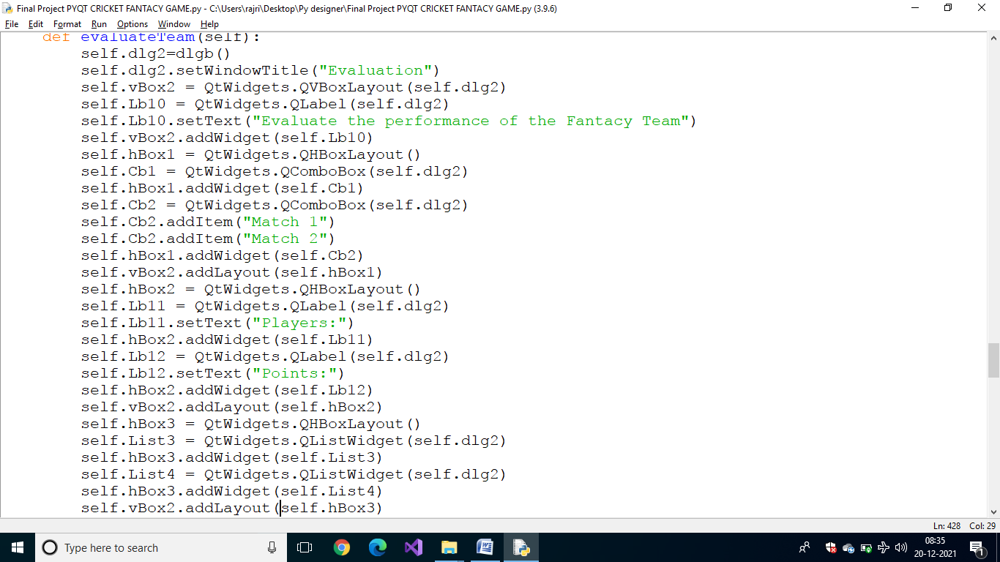 Final Project PYQT CRICKET FANTACY GAME.py - C:\Users\rajri\Desktop\Py designer\Final Project PYQT CRICKET FANTACY GAME.py (3.9.6)
File Edit Format Run Options Window Help
def evaluateTeam(self):
self.dlg2=dlgb()
self.dlg2.setWindowTitle("Evaluation")
self.vBox2 = QtWidgets.QVBoxLayout(self.dlg2)
self.Lb10 = QtWidgets.QLabel(self.dlg2)
self.Lb10.setText("Evaluate the performance of the Fantacy Team")
self.vBox2.addWidget(self.Lb10)
self.hBox1 = QtWidgets.QHBoxLayout()
self.Cb1 = QtWidgets.QComboBox(self.dlg2)
self.hBox1.addWidget(self.Cb1)
self.Cb2 = QtWidgets.QComboBox(self.dlg2)
self.Cb2.addItem("Match 1")
self.Cb2.addItem("Match 2")
self.hBox1.addWidget(self.Cb2)
self.vBox2.addLayout(self.hBox1)
self.hBox2 = QtWidgets.QHBoxLayout()
self.Lb11 = QtWidgets.QLabel(self.dlg2)
self.Lb11.setText("Players:")
self.hBox2.addWidget(self.Lb11)
self.Lb12 = QtWidgets.QLabel(self.dlg2)
self.Lb12.setText("Points:")
self.hBox2.addWidget(self.Lb12)
self.vBox2.addLayout(self.hBox2)
self.hBox3 = QtWidgets.QHBoxLayout()
self.List3 = QtWidgets.QListWidget(self.dlg2)
self.hBox3.addWidget(self.List3)
self.List4 = QtWidgets.QListWidget(self.dlg2)
self.hBox3.addWidget(self.List4)
self.vBox2.addLayout(self.hBox3)
Ln: 428 Col: 29
Type here to search
08:35
20-12-2021
1